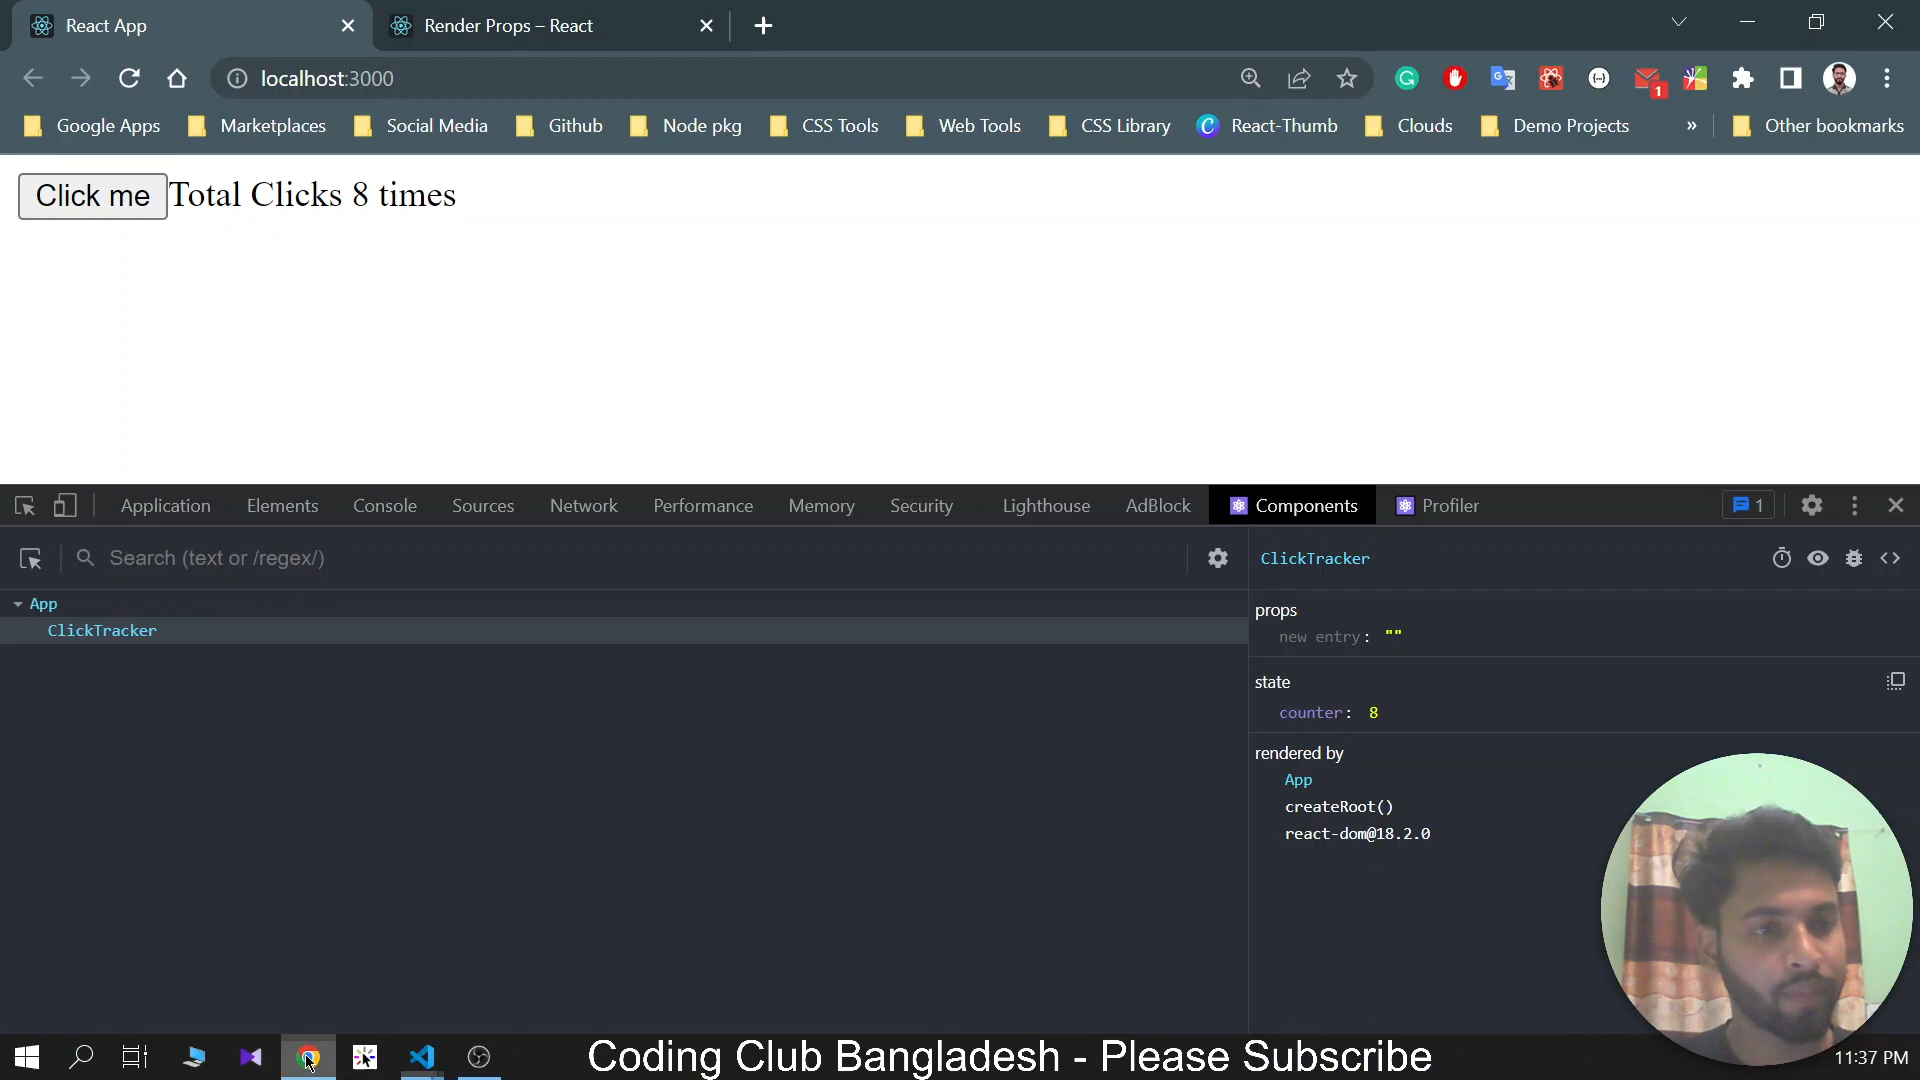 React App
Render Props – React
localhost:3000
1
Google Apps
Marketplaces
Social Media
Github
Node pkg
CSS Tools
Web Tools
CSS Library
React-Thumb
Clouds
Demo Projects
»
Other bookmarks
Click me
Total Clicks 8 times
Application
Elements
Console
Sources
Network
Performance
Memory
Security
Lighthouse
AdBlock
Components
Profiler
1
Search (text or /regex/)
ClickTracker
App
ClickTracker
props
new entry: ""
state
counter: 8
rendered by
App
createRoot()
react-dom@18.2.0
Coding Club Bangladesh - Please Subscribe
11:37 PM